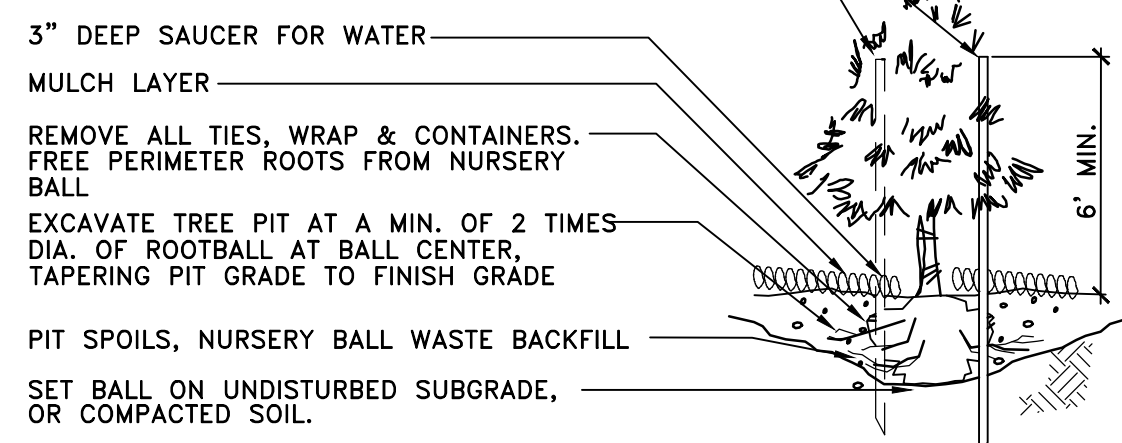 3" DEEP SAUCER FOR WATER
MULCH LAYER
REMOVE ALL TIES, WRAP & CONTAINERS.
FREE PERIMETER ROOTS FROM NURSERY
BALL
EXCAVATE TREE PIT AT A MIN. OF 2 TIMES
DIA. OF ROOTBALL AT BALL CENTER,
TAPERING PIT GRADE TO FINISH GRADE
PIT SPOILS, NURSERY BALL WASTE BACKFILL
SET BALL ON UNDISTURBED SUBGRADE,
OR COMPACTED SOIL.
6' MIN.